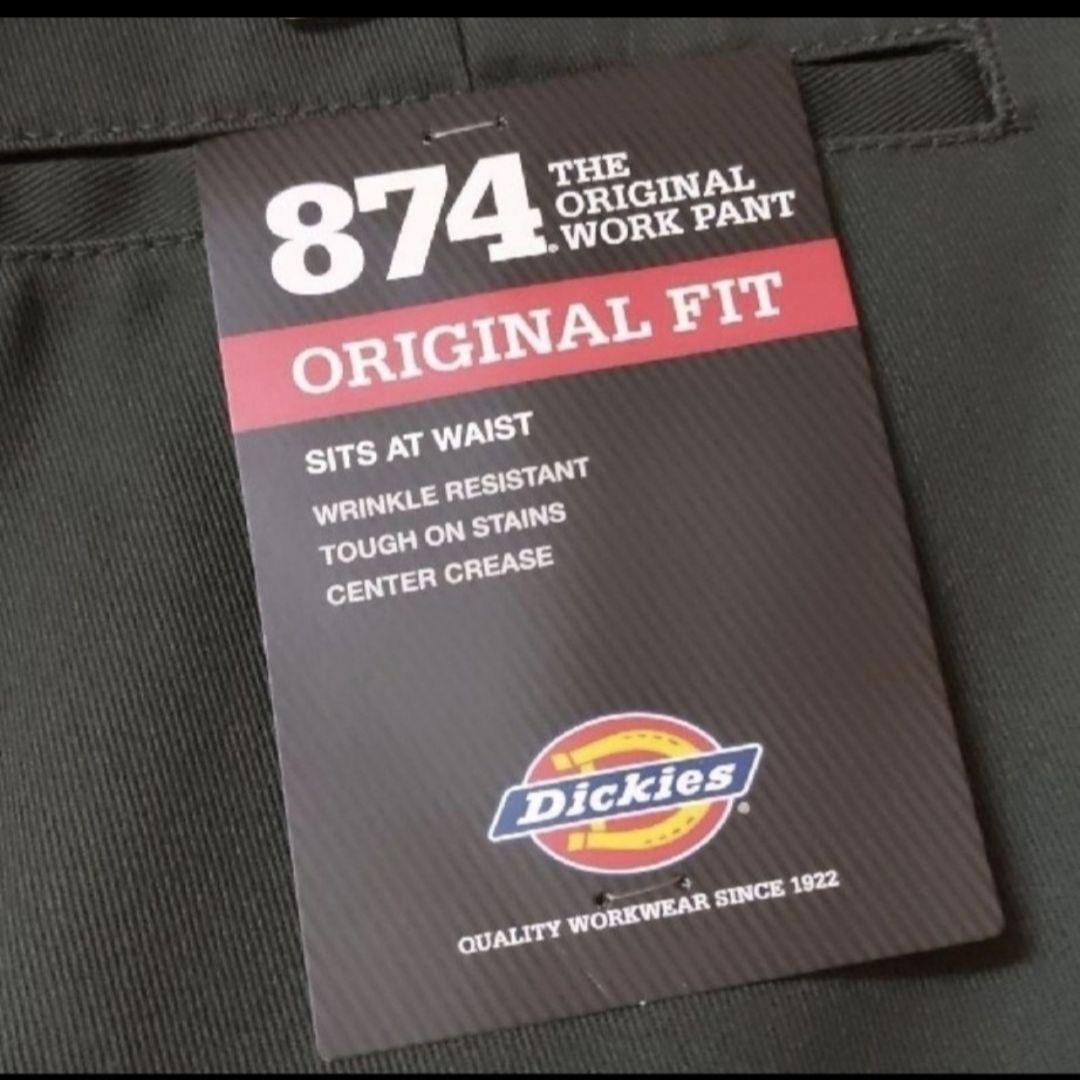 874®
THE
ORIGINAL
WORK PANT
ORIGINAL FIT
SITS AT WAIST
WRINKLE RESISTANT
TOUGH ON STAINS
CENTER CREASE
Dickies®
QUALITY WORKWEAR SINCE 1922